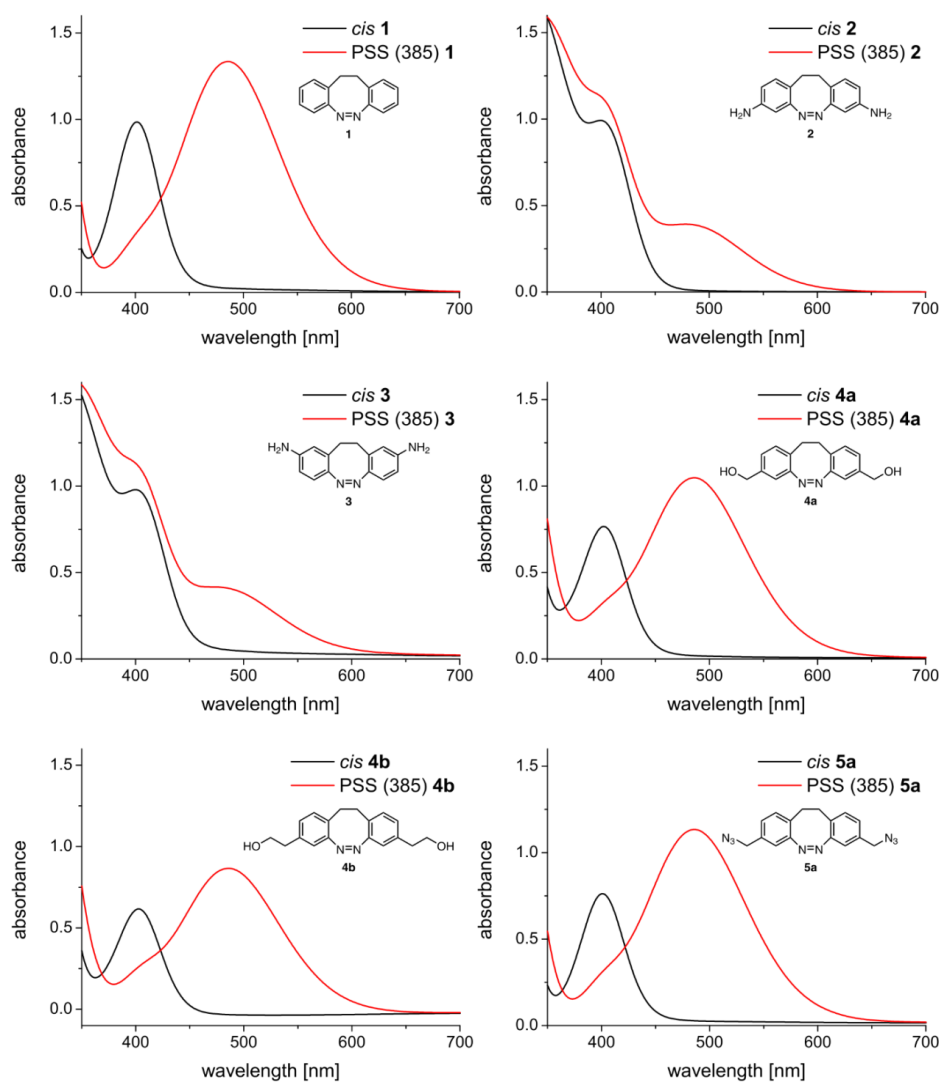 cis 1
PSS (385) 1
N=N
1
absorbance
1.5
1.0
0.5
0.0
400 500 600 700
wavelength [nm]
cis 2
PSS (385) 2
H₂N NH₂
N=N
2
absorbance
1.5
1.0
0.5
0.0
400 500 600 700
wavelength [nm]
cis 3
PSS (385) 3
H₂N NH₂
N=N
3
absorbance
1.5
1.0
0.5
0.0
400 500 600 700
wavelength [nm]
cis 4a
PSS (385) 4a
HO OH
N=N
4a
absorbance
1.5
1.0
0.5
0.0
400 500 600 700
wavelength [nm]
cis 4b
PSS (385) 4b
OH OH
N=N
4b
absorbance
1.5
1.0
0.5
0.0
400 500 600 700
wavelength [nm]
cis 5a
PSS (385) 5a
N₃ N₃
N=N
5a
absorbance
1.5
1.0
0.5
0.0
400 500 600 700
wavelength [nm]